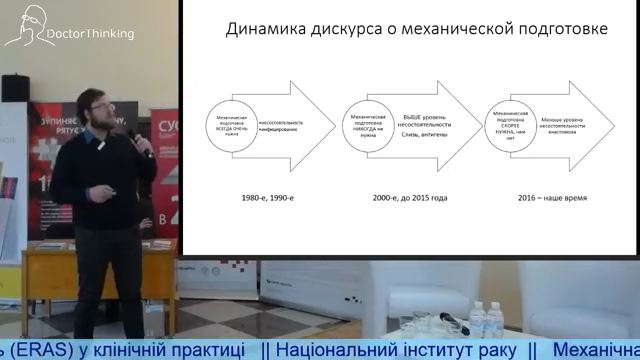 DoctorThinking
Динамика дискурса о механической подготовке
Механическая
подготовка
ВСЕГДА ОЧЕНЬ
нужна
•несостоятельность
•инфицирование
Механическая
подготовка
НИКОГДА не
нужна
ВЫШЕ уровень
несостоятельности
Слизь, антигены
Механическая
подготовка
СКОРЕЕ
НУЖНА, чем
нет
Меньше уровень
несостоятельности
анастомоза
1980-е, 1990-е
2000-е, до 2015 года
2016 – наше время
ь (ERAS) у клінічній практиці || Національний інститут раку || Механічна